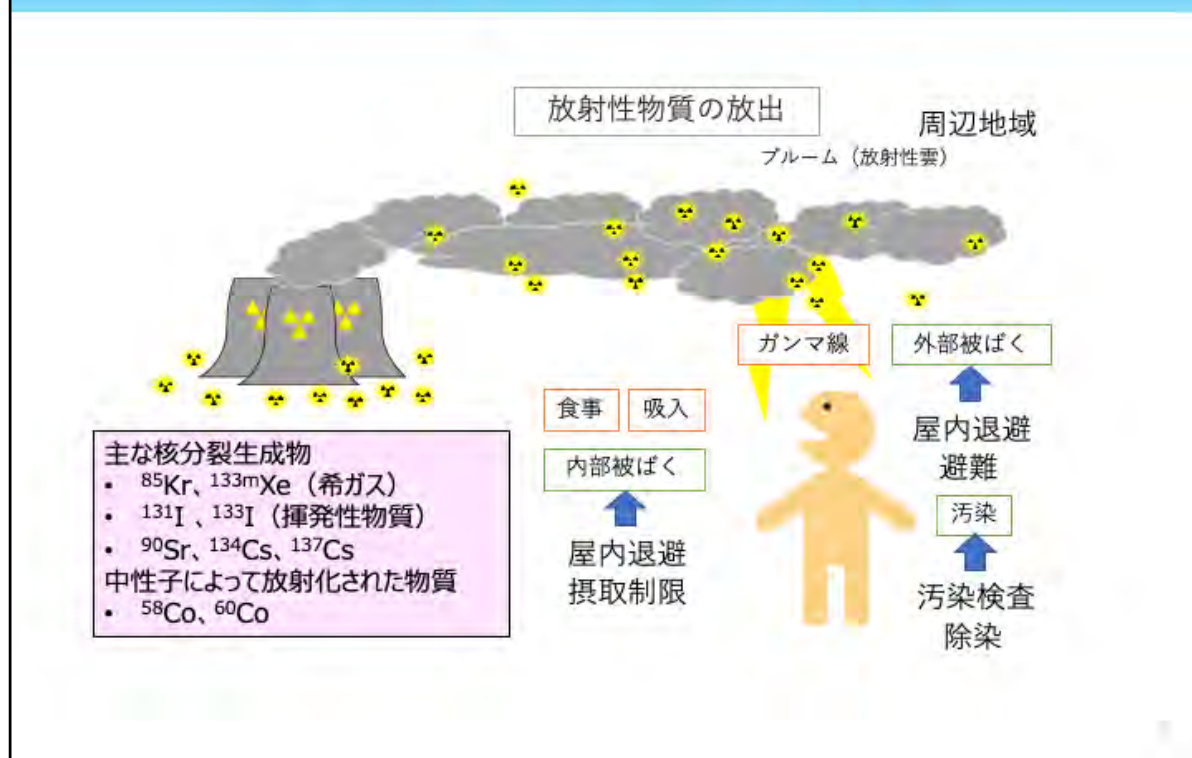 放射性物質の放出
周辺地域
プルーム（放射性雲）
ガンマ線
外部被ばく
食事
吸入
屋内退避
避難
内部被ばく
汚染
屋内退避
摂取制限
汚染検査
除染
主な核分裂生成物
• ⁸⁵Kr、¹³³ᵐXe（希ガス）
• ¹³¹I 、¹³³I（揮発性物質）
• ⁹⁰Sr、¹³⁴Cs、¹³⁷Cs
中性子によって放射化された物質
• ⁵⁸Co、⁶⁰Co